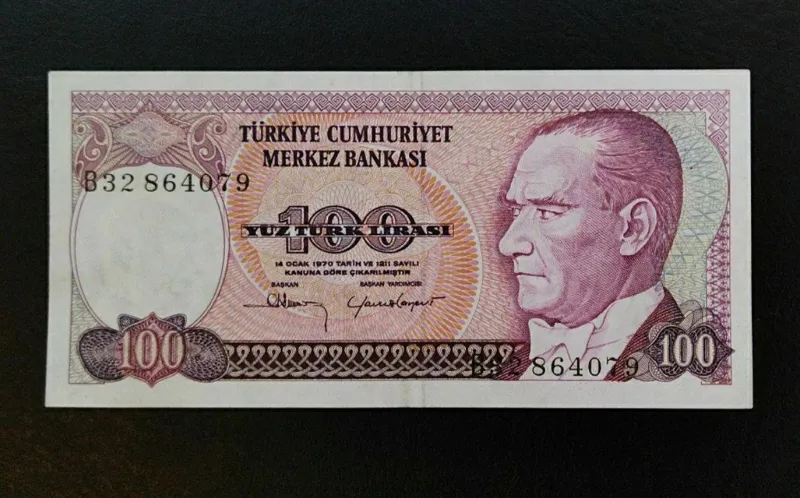 TÜRKİYE CUMHURİYET
MERKEZ BANKASI
B32 864079
100
YÜZ TÜRK LİRASI
14 OCAK 1970 TARİH VE 1211 SAYILI
KANUNA GÖRE ÇIKARILMIŞTIR
BAŞKAN BAŞKAN YARDIMCISI
100
B32 864079
100